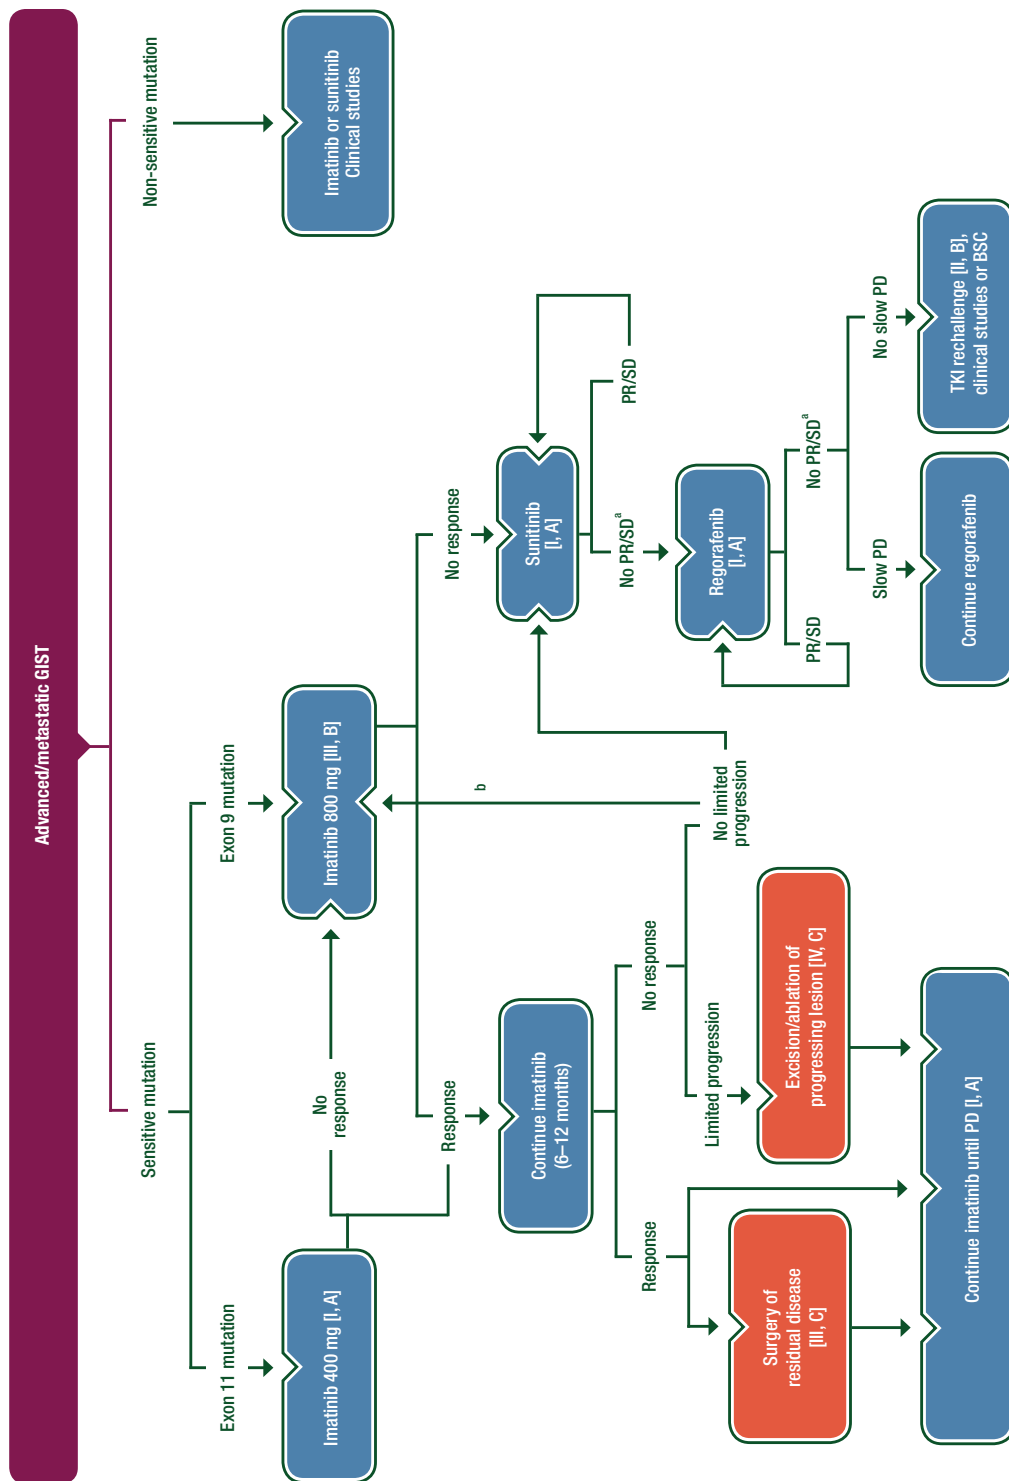 Advanced/metastatic GIST
Sensitive mutation
Non-sensitive mutation
Exon 11 mutation
Exon 9 mutation
Imatinib 400 mg [I, A]
Imatinib 800 mg [III, B]
Imatinib or sunitinib
Clinical studies
No
response
Response
No response
b
Continue imatinib
(6–12 months)
Sunitinib
[I, A]
Response
No response
No PR/SDa
PR/SD
Limited progression
No limited
progression
Regorafenib
[I, A]
Surgery of
residual disease
[III, C]
Excision/ablation of
progressing lesion [IV, C]
PR/SD
No PR/SDa
Slow PD
No slow PD
Continue imatinib until PD [I, A]
Continue regorafenib
TKI rechallenge [II, B],
clinical studies or BSC